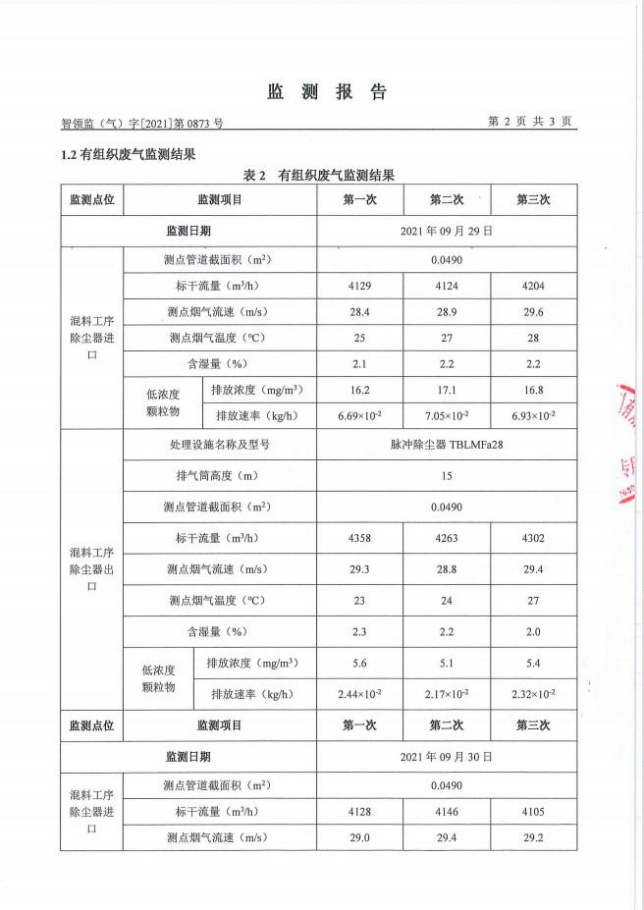 监 测 报 告
智领监（气）字[2021]第 0873 号 第 2 页 共 3 页
1.2 有组织废气监测结果
表 2 有组织废气监测结果
监测点位 监测项目 第一次 第二次 第三次
监测日期 2021 年 09 月 29 日
混料工序除尘器进口 测点管道截面积（m²） 0.0490
标干流量（m³/h） 4129 4124 4204
测点烟气流速（m/s） 28.4 28.9 29.6
测点烟气温度（℃） 25 27 28
含湿量（%） 2.1 2.2 2.2
低浓度颗粒物 排放浓度（mg/m³） 16.2 17.1 16.8
排放速率（kg/h） 6.69×10⁻² 7.05×10⁻² 6.93×10⁻²
混料工序除尘器出口 处理设施名称及型号 脉冲除尘器 TBLMFa28
排气筒高度（m） 15
测点管道截面积（m²） 0.0490
标干流量（m³/h） 4358 4263 4302
测点烟气流速（m/s） 29.3 28.8 29.4
测点烟气温度（℃） 23 24 27
含湿量（%） 2.3 2.2 2.0
低浓度颗粒物 排放浓度（mg/m³） 5.6 5.1 5.4
排放速率（kg/h） 2.44×10⁻² 2.17×10⁻² 2.32×10⁻²
监测点位 监测项目 第一次 第二次 第三次
监测日期 2021 年 09 月 30 日
混料工序除尘器进口 测点管道截面积（m²） 0.0490
标干流量（m³/h） 4128 4146 4105
测点烟气流速（m/s） 29.0 29.4 29.2